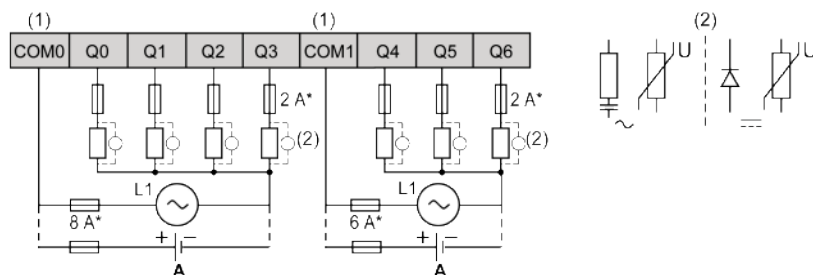 (1) (1) (2)
COM0 Q0 Q1 Q2 Q3 COM1 Q4 Q5 Q6
U U
2 A* 2 A*
(2) (2)
L1 L1
8 A* 6 A*
+ − + −
A A